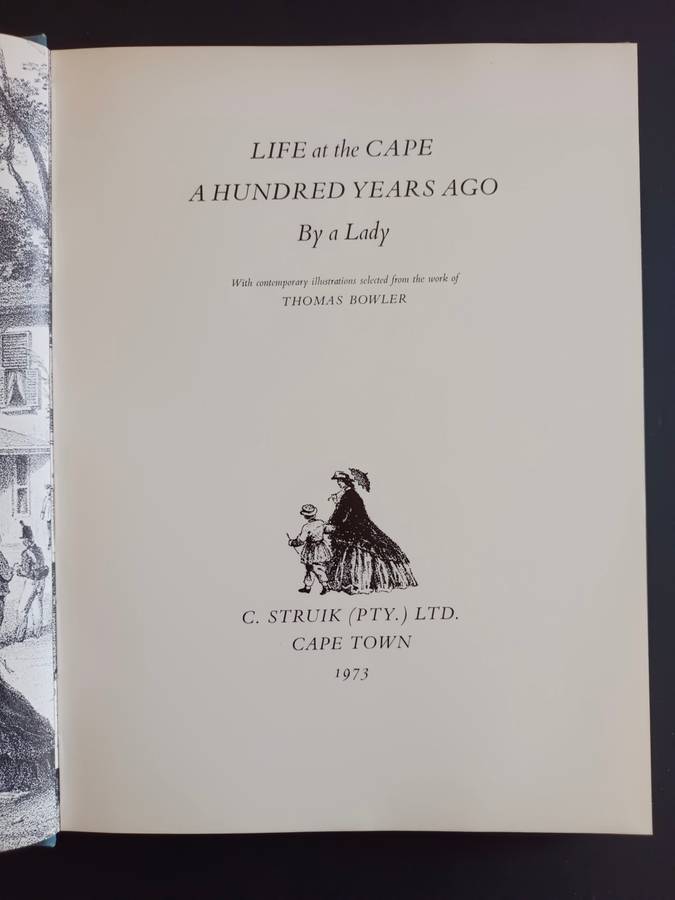 LIFE at the CAPE
A HUNDRED YEARS AGO
By a Lady
With contemporary illustrations selected from the work of
THOMAS BOWLER
C. STRUIK (PTY.) LTD.
CAPE TOWN
1973